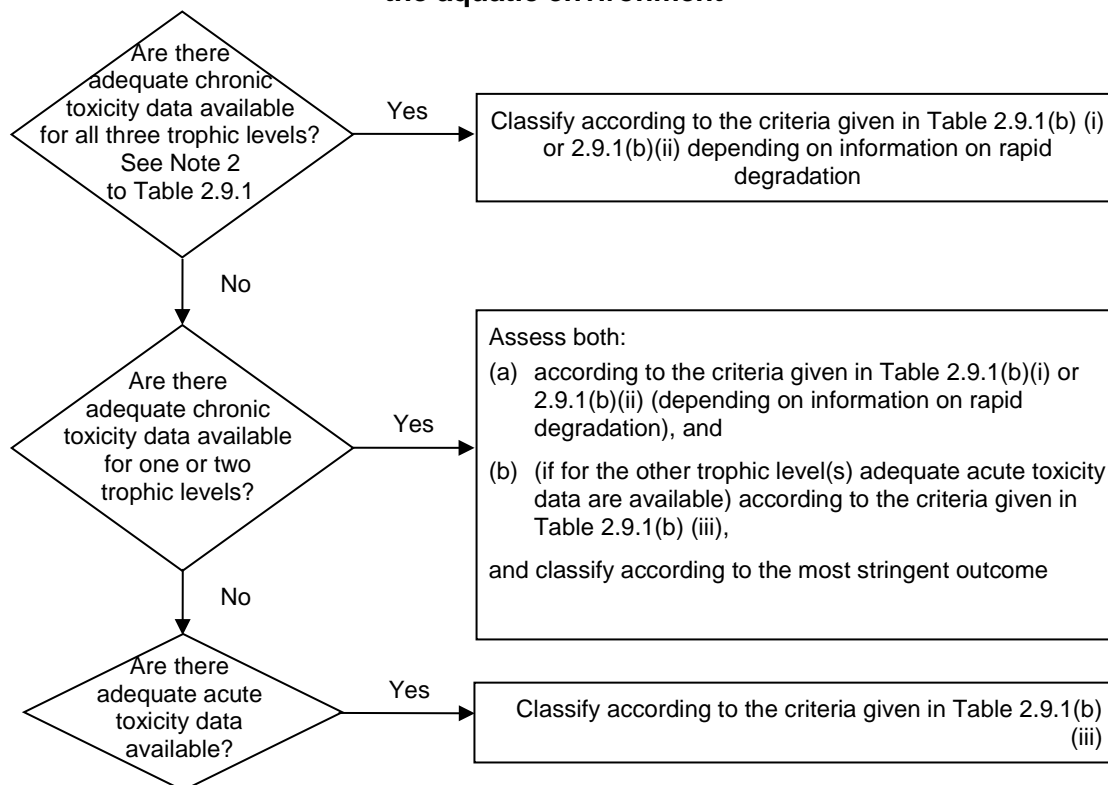 the aquatic environment
Are there
adequate chronic
toxicity data available
for all three trophic levels?
See Note 2
to Table 2.9.1
Yes
Classify according to the criteria given in Table 2.9.1(b) (i)
or 2.9.1(b)(ii) depending on information on rapid
degradation
No
Are there
adequate chronic
toxicity data available
for one or two
trophic levels?
Yes
Assess both:
(a) according to the criteria given in Table 2.9.1(b)(i) or
2.9.1(b)(ii) (depending on information on rapid
degradation), and
(b) (if for the other trophic level(s) adequate acute toxicity
data are available) according to the criteria given in
Table 2.9.1(b) (iii),
and classify according to the most stringent outcome
No
Are there
adequate acute
toxicity data
available?
Yes
Classify according to the criteria given in Table 2.9.1(b)
(iii)